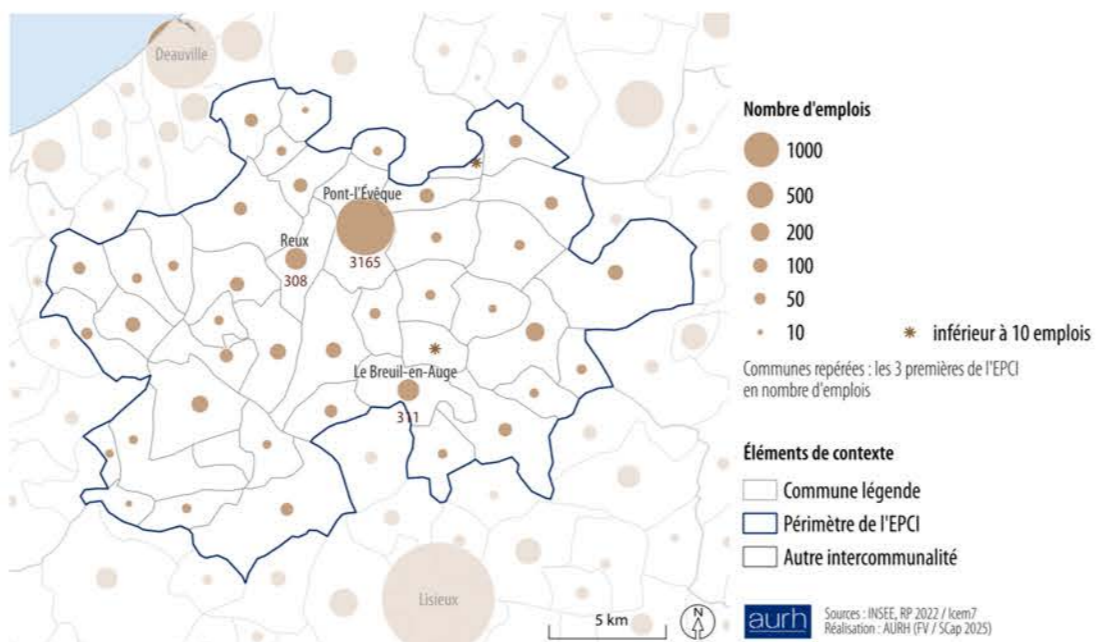 Deauville
Pont-l'Évêque
3165
Reux
308
Le Breuil-en-Auge
311
Lisieux
5 km
N
Nombre d'emplois
1000
500
200
100
50
10
inférieur à 10 emplois
Communes repérées : les 3 premières de l'EPCI
en nombre d'emplois
Éléments de contexte
Commune légende
Périmètre de l'EPCI
Autre intercommunalité
aurh
Sources : INSEE, RP 2022 / Icem7
Réalisation : AURH (FV / SCap 2025)